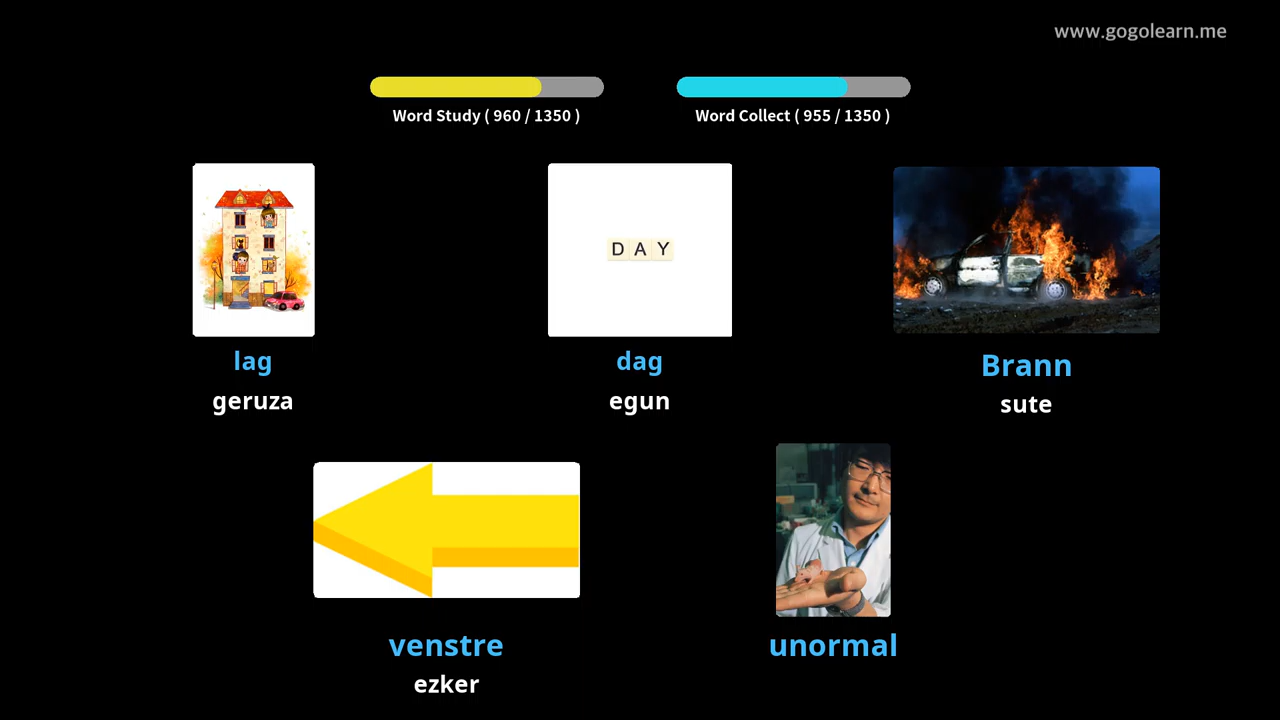 www.gogolearn.me
Word Study ( 960 / 1350 )
Word Collect ( 955 / 1350 )
DAY
lag
geruza
dag
egun
Brann
sute
venstre
ezker
unormal